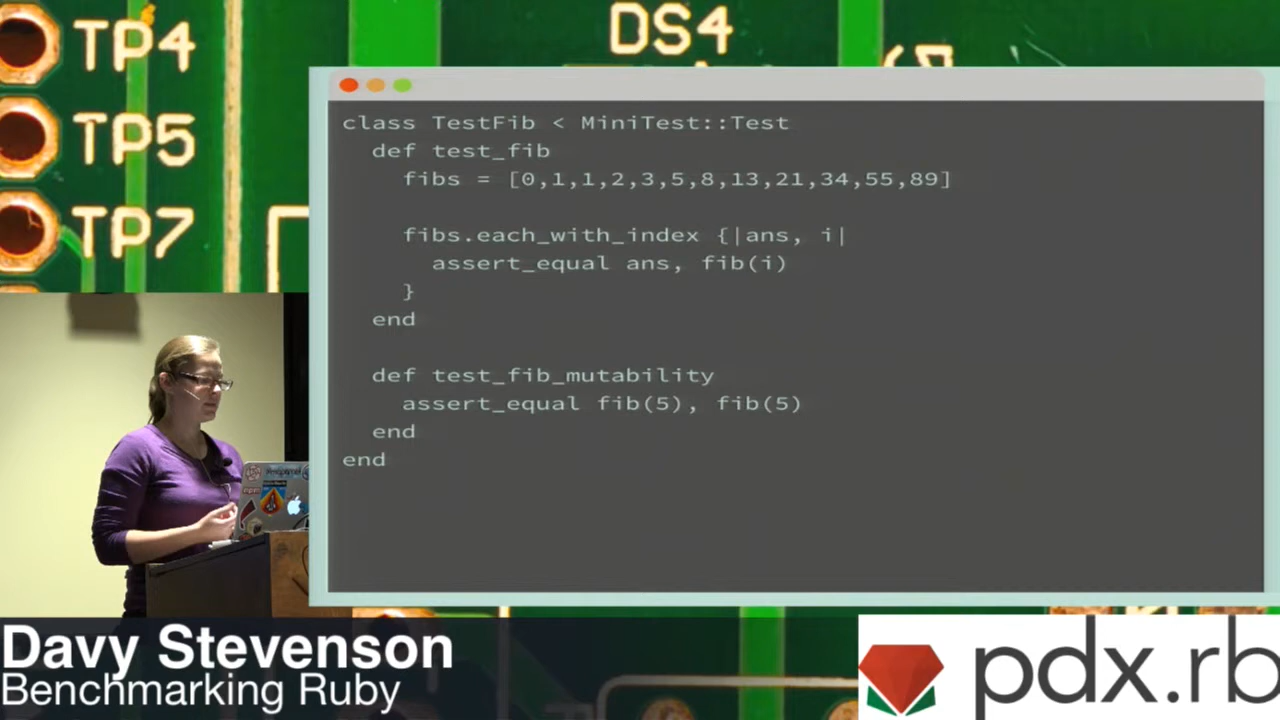 TP4
TP5
TP7
DS4
class TestFib < MiniTest::Test
def test_fib
fibs = [0,1,1,2,3,5,8,13,21,34,55,89]
fibs.each_with_index {|ans, i|
assert_equal ans, fib(i)
}
end
def test_fib_mutability
assert_equal fib(5), fib(5)
end
end
Davy Stevenson
Benchmarking Ruby
pdx.rb